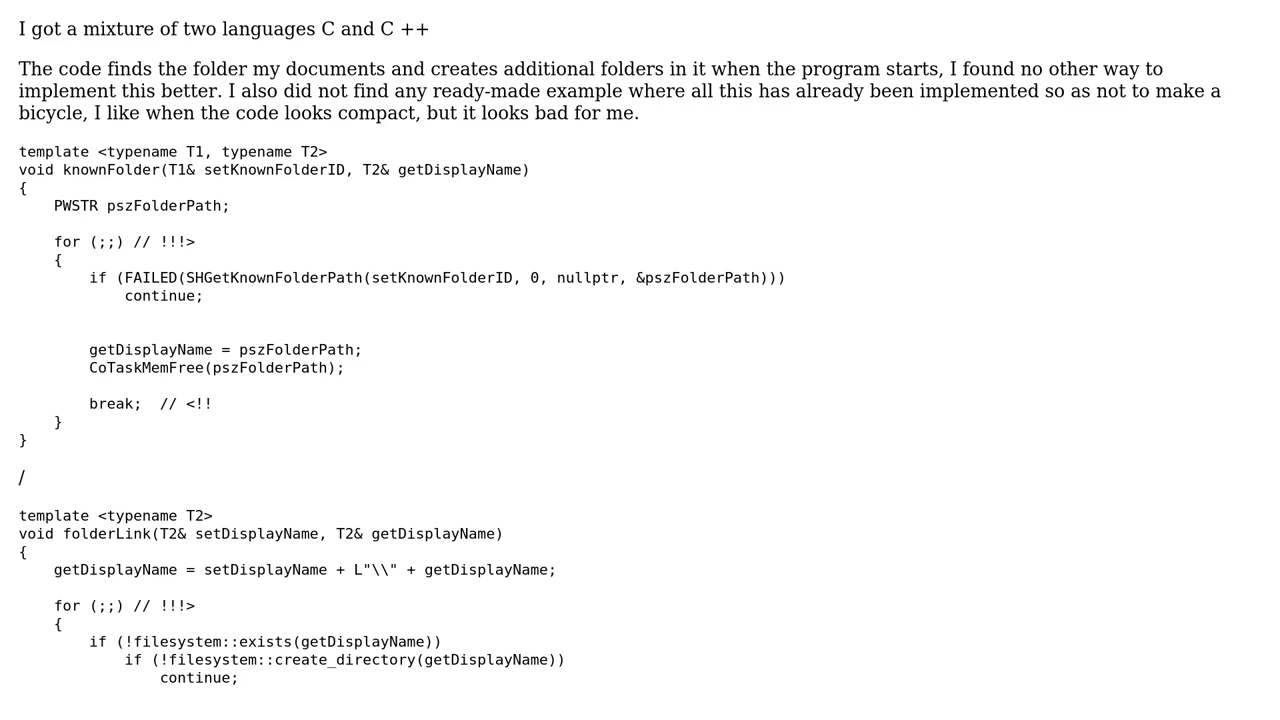 I got a mixture of two languages C and C ++
The code finds the folder my documents and creates additional folders in it when the program starts, I found no other way to
implement this better. I also did not find any ready-made example where all this has already been implemented so as not to make a
bicycle, I like when the code looks compact, but it looks bad for me.
template <typename T1, typename T2>
void knownFolder(T1& setKnownFolderID, T2& getDisplayName)
{
    PWSTR pszFolderPath;
    for (;;) // !!!>
    {
        if (FAILED(SHGetKnownFolderPath(setKnownFolderID, 0, nullptr, &pszFolderPath)))
            continue;
        getDisplayName = pszFolderPath;
        CoTaskMemFree(pszFolderPath);
        break;  // <!!
    }
}
/
template <typename T2>
void folderLink(T2& setDisplayName, T2& getDisplayName)
{
    getDisplayName = setDisplayName + L"\\" + getDisplayName;
    for (;;) // !!!>
    {
        if (!filesystem::exists(getDisplayName))
            if (!filesystem::create_directory(getDisplayName))
                continue;